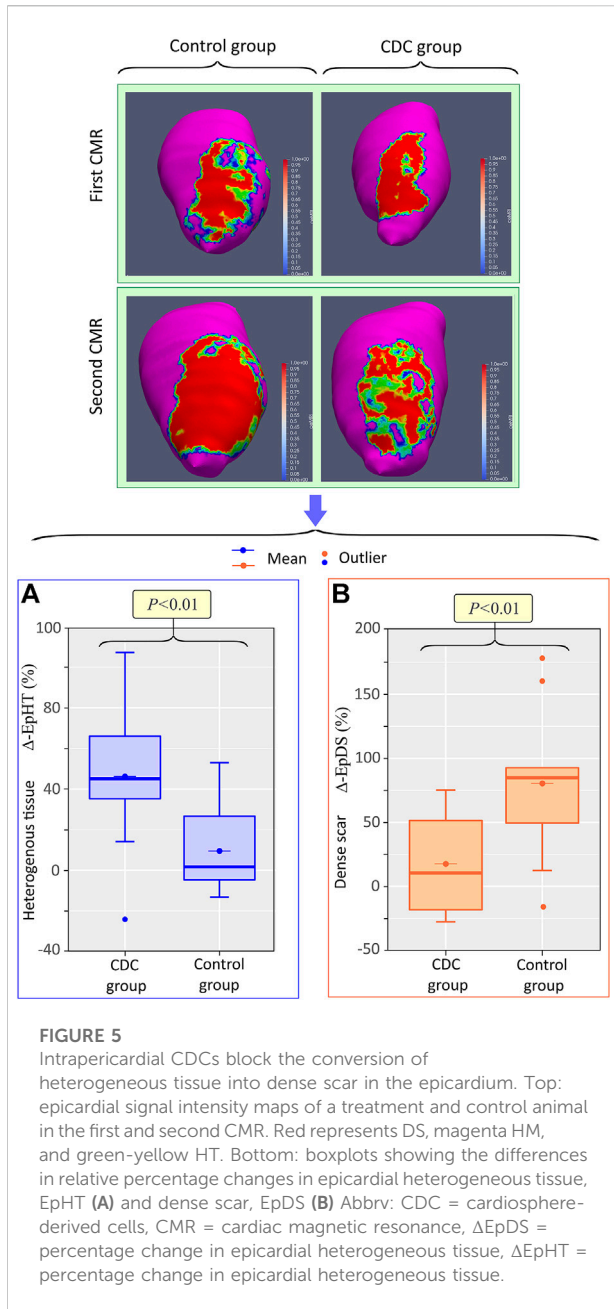 Control group
CDC group
First CMR
Second CMR
Mean
Outlier
A
P<0.01
100
80
40
0
-40
Δ-EpHT (%)
Heterogenous tissue
CDC
group
Control
group
B
P<0.01
200
150
100
50
0
-50
Δ-EpDS (%)
Dense scar
CDC
group
Control
group
FIGURE 5
Intrapericardial CDCs block the conversion of
heterogeneous tissue into dense scar in the epicardium. Top:
epicardial signal intensity maps of a treatment and control animal
in the first and second CMR. Red represents DS, magenta HM,
and green-yellow HT. Bottom: boxplots showing the differences
in relative percentage changes in epicardial heterogeneous tissue,
EpHT (A) and dense scar, EpDS (B) Abbrv: CDC = cardiosphere-
derived cells, CMR = cardiac magnetic resonance, ΔEpDS =
percentage change in epicardial heterogeneous tissue, ΔEpHT =
percentage change in epicardial heterogeneous tissue.